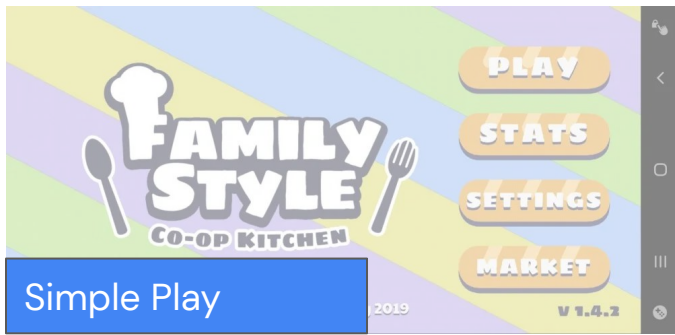 FAMILY
STYLE
CO-OP KITCHEN
PLAY
STATS
SETTINGS
MARKET
Simple Play
2019
V 1.4.2